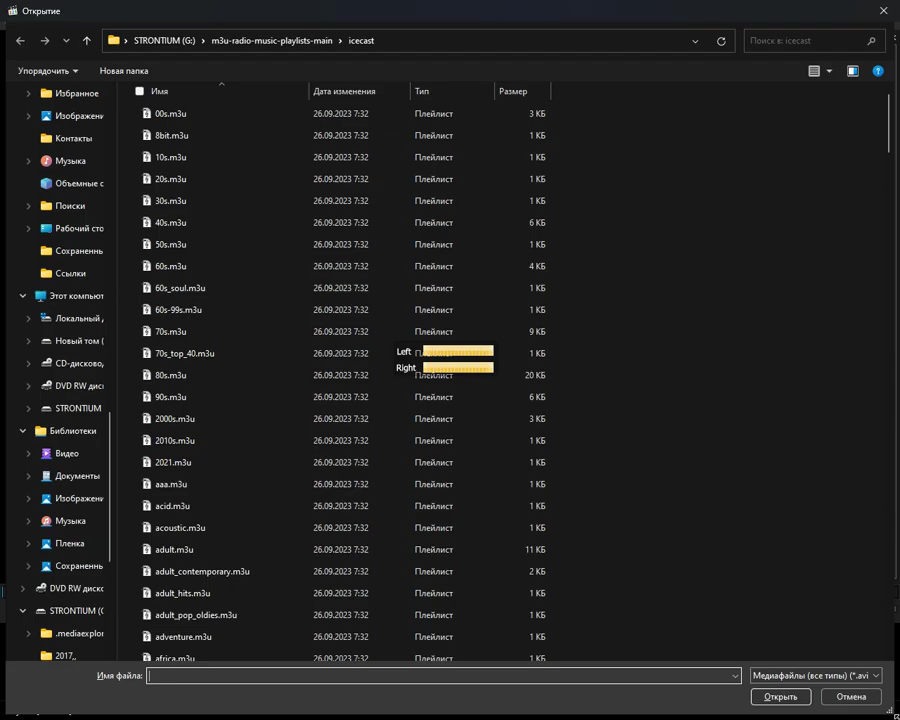 Открытие
STRONTIUM (G:) m3u-radio-music-playlists-main icecast
Поиск в: icecast
Упорядочить Новая папка
Имя Дата изменения Тип Размер
Избранное
Изображени
Контакты
Музыка
Объемные с
Поиски
Рабочий сто
Сохраненнь
Ссылки
Этот компьют
Локальный
Новый том (
CD-дисково,
DVD RW дис
STRONTIUM
Библиотеки
Видео
Документы
Изображени
Музыка
Пленка
Сохраненнь
DVD RW диско
STRONTIUM (
.mediaexplor
2017,,
00s.m3u 26.09.2023 7:32 Плейлист 3 КБ
8bit.m3u 26.09.2023 7:32 Плейлист 1 КБ
10s.m3u 26.09.2023 7:32 Плейлист 1 КБ
20s.m3u 26.09.2023 7:32 Плейлист 1 КБ
30s.m3u 26.09.2023 7:32 Плейлист 1 КБ
40s.m3u 26.09.2023 7:32 Плейлист 6 КБ
50s.m3u 26.09.2023 7:32 Плейлист 1 КБ
60s.m3u 26.09.2023 7:32 Плейлист 4 КБ
60s_soul.m3u 26.09.2023 7:32 Плейлист 1 КБ
60s-99s.m3u 26.09.2023 7:32 Плейлист 1 КБ
70s.m3u 26.09.2023 7:32 Плейлист 9 КБ
Left
70s_top_40.m3u 26.09.2023 7:32 1 КБ
Right
80s.m3u 26.09.2023 7:32 Плейлист 20 КБ
90s.m3u 26.09.2023 7:32 Плейлист 6 КБ
2000s.m3u 26.09.2023 7:32 Плейлист 3 КБ
2010s.m3u 26.09.2023 7:32 Плейлист 1 КБ
2021.m3u 26.09.2023 7:32 Плейлист 1 КБ
aaa.m3u 26.09.2023 7:32 Плейлист 1 КБ
acid.m3u 26.09.2023 7:32 Плейлист 1 КБ
acoustic.m3u 26.09.2023 7:32 Плейлист 1 КБ
adult.m3u 26.09.2023 7:32 Плейлист 11 КБ
adult_contemporary.m3u 26.09.2023 7:32 Плейлист 2 КБ
adult_hits.m3u 26.09.2023 7:32 Плейлист 1 КБ
adult_pop_oldies.m3u 26.09.2023 7:32 Плейлист 1 КБ
adventure.m3u 26.09.2023 7:32 Плейлист 1 КБ
africa.m3u 26.09.2023 7:32 Плейлист 1 КБ
Имя файла: Медиафайлы (все типы) (*.avi
Открыть Отмена